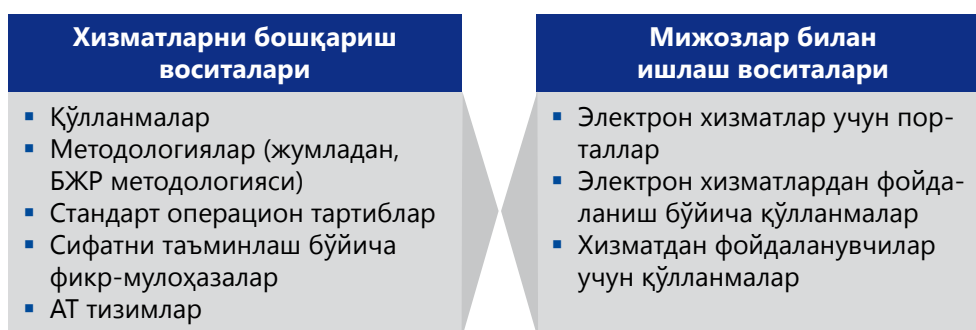 Хизматларни бошқариш
воситалари
▪ Қўлланмалар
▪ Методологиялар (жумладан,
БЖР методологияси)
▪ Стандарт операцион тартиблар
▪ Сифатни таъминлаш бўйича
фикр-мулоҳазалар
▪ АТ тизимлар
Мижозлар билан
ишлаш воситалари
▪ Электрон хизматлар учун пор-
таллар
▪ Электрон хизматлардан фойда-
ланиш бўйича қўлланмалар
▪ Хизматдан фойдаланувчилар
учун қўлланмалар